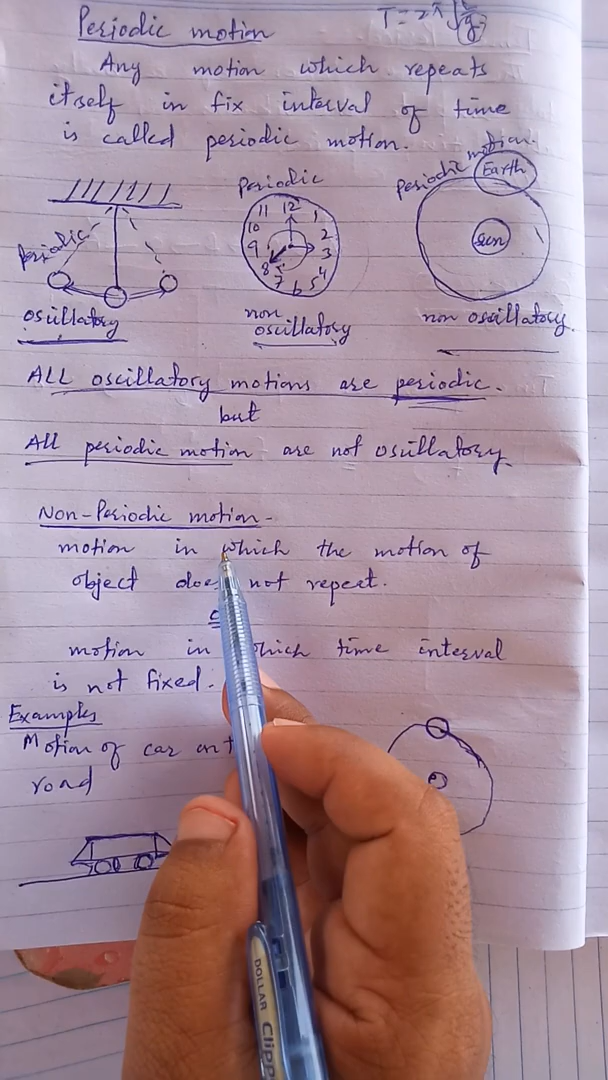 Periodic motion
T = 2π√
g
Any motion which repeats
itself in fix interval of time
is called periodic motion.
Periodic
oscillatory
Periodic
12
1
2
3
4
5
6
7
8
9
10
11
non
oscillatory
Periodic motion.
Earth
sun
non oscillatory.
ALL oscillatory motions are periodic.
but
All periodic motion are not oscillatory.
Non-Periodic motion-
motion in which the motion of
object does not repeat.
motion in which time interval
is not fixed.
Examples
Motion of car on
road
DOLLAR Clipp